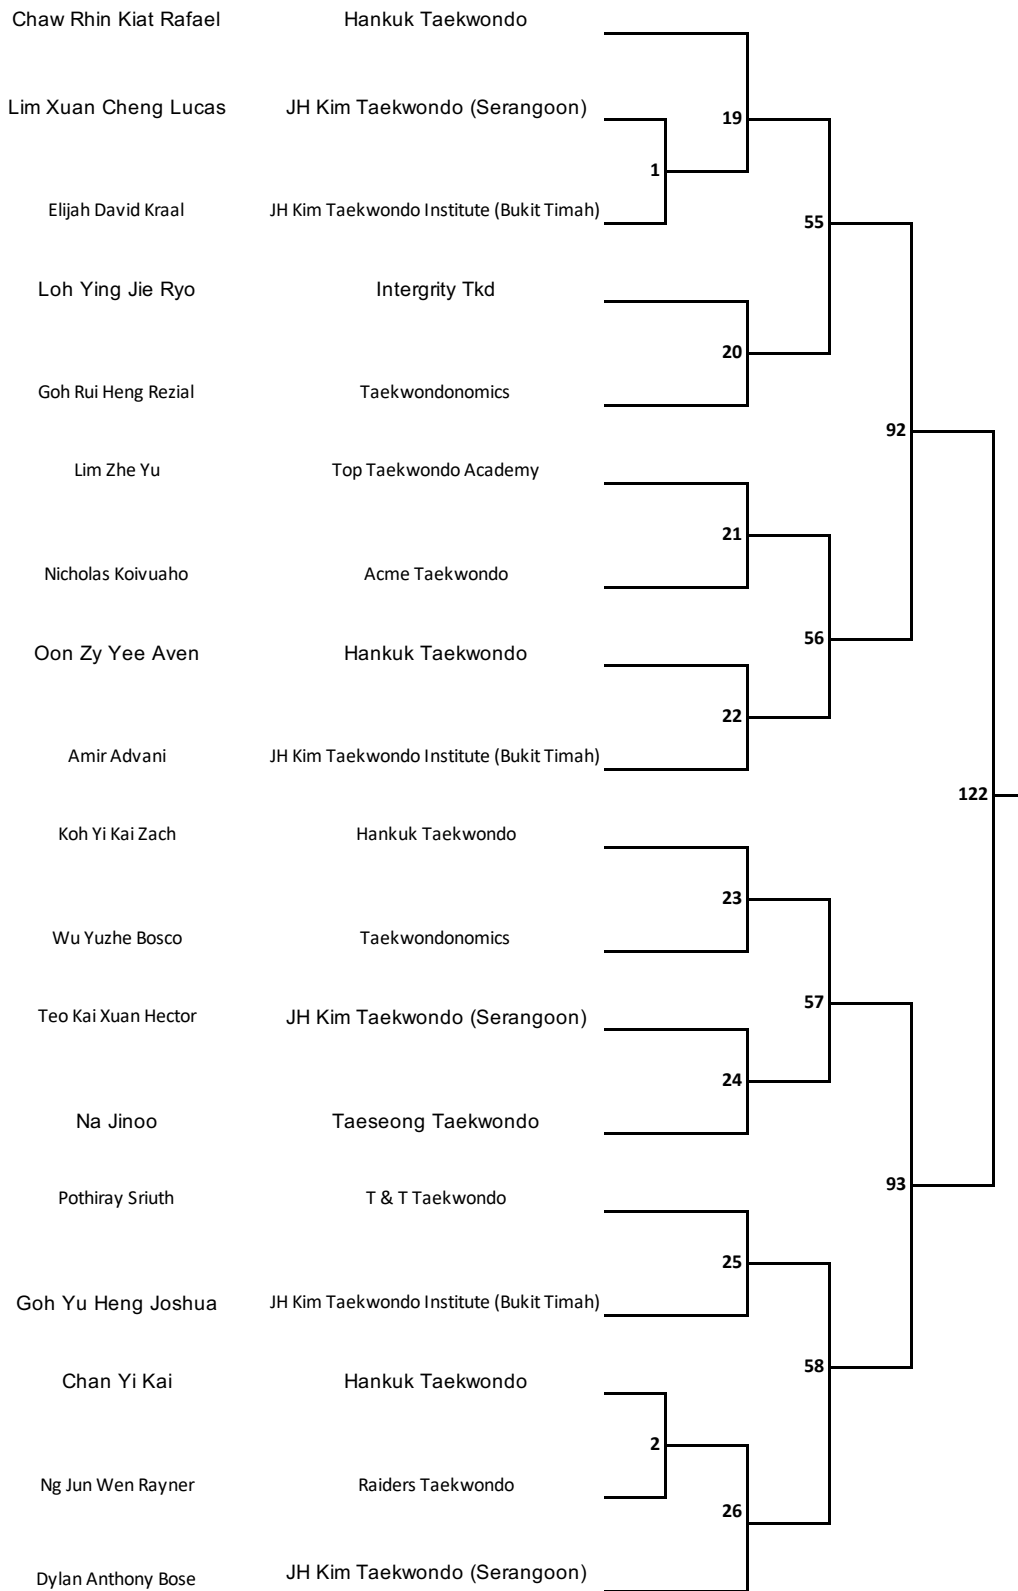 Chaw Rhin Kiat Rafael Hankuk Taekwondo
Lim Xuan Cheng Lucas JH Kim Taekwondo (Serangoon)
19
1
Elijah David Kraal JH Kim Taekwondo Institute (Bukit Timah)
55
Loh Ying Jie Ryo Intergrity Tkd
20
Goh Rui Heng Rezial Taekwondonomics
92
Lim Zhe Yu Top Taekwondo Academy
21
Nicholas Koivuaho Acme Taekwondo
56
Oon Zy Yee Aven Hankuk Taekwondo
22
Amir Advani JH Kim Taekwondo Institute (Bukit Timah)
122
Koh Yi Kai Zach Hankuk Taekwondo
23
Wu Yuzhe Bosco Taekwondonomics
57
Teo Kai Xuan Hector JH Kim Taekwondo (Serangoon)
24
Na Jinoo Taeseong Taekwondo
93
Pothiray Sriuth T & T Taekwondo
25
Goh Yu Heng Joshua JH Kim Taekwondo Institute (Bukit Timah)
58
Chan Yi Kai Hankuk Taekwondo
2
Ng Jun Wen Rayner Raiders Taekwondo
26
Dylan Anthony Bose JH Kim Taekwondo (Serangoon)